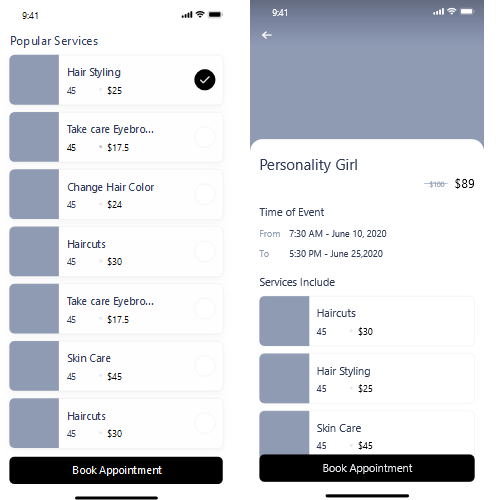 9:41
Popular Services
Hair Styling
45 $25
Take care Eyebro...
45 $17.5
Change Hair Color
45 $24
Haircuts
45 $30
Take care Eyebro...
45 $17.5
Skin Care
45 $45
Haircuts
45 $30
Book Appointment
9:41
Personality Girl
$100 $89
Time of Event
From 7:30 AM - June 10, 2020
To 5:30 PM - June 25,2020
Services Include
Haircuts
45 $30
Hair Styling
45 $25
Skin Care
45 $45
Book Appointment